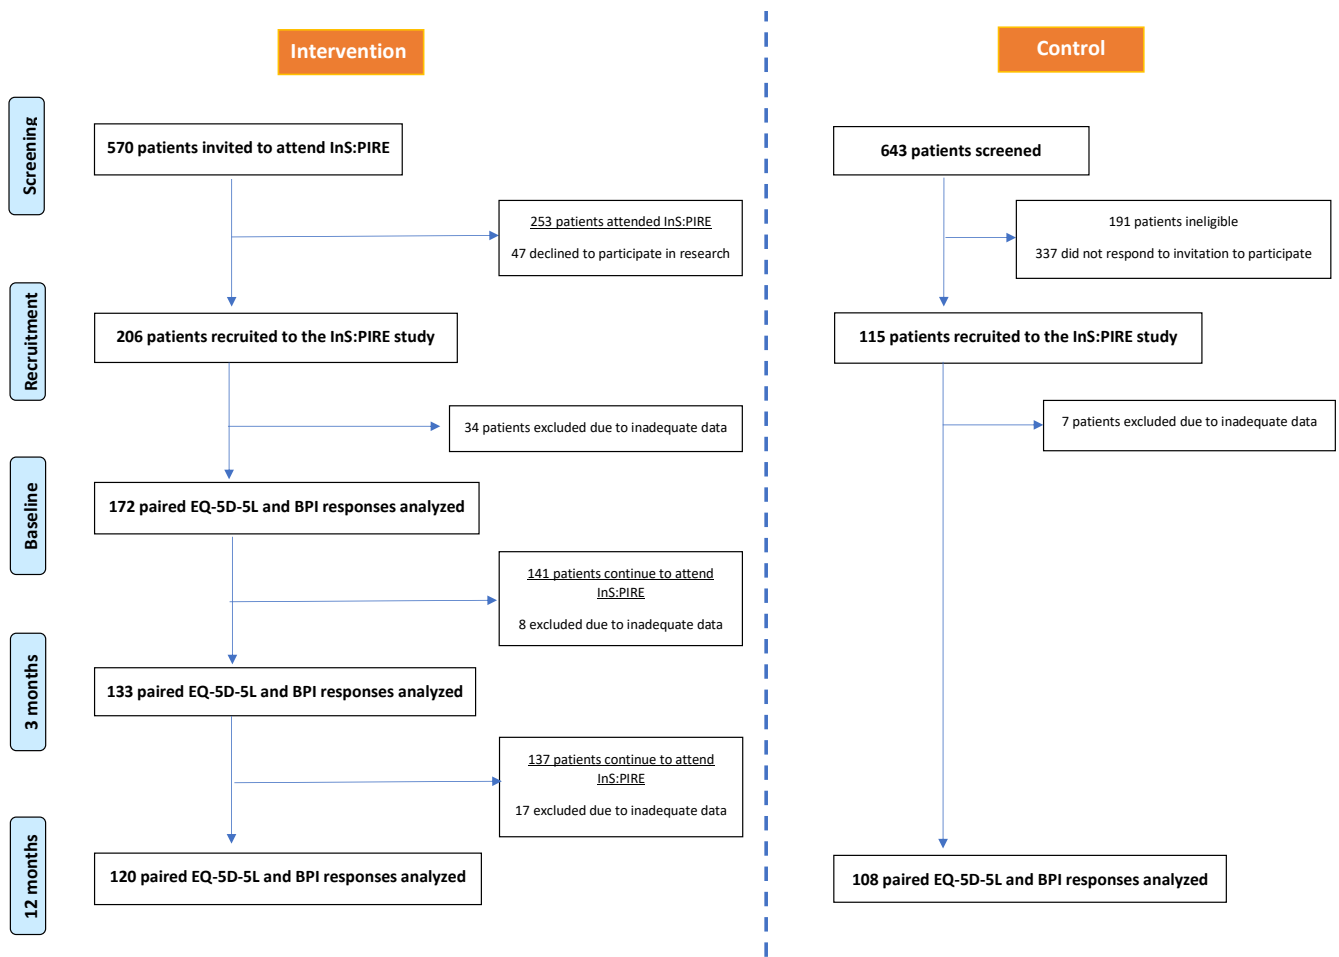 Intervention
Control
Screening
570 patients invited to attend InS:PIRE
643 patients screened
253 patients attended InS:PIRE
47 declined to participate in research
191 patients ineligible
337 did not respond to invitation to participate
Recruitment
206 patients recruited to the InS:PIRE study
115 patients recruited to the InS:PIRE study
34 patients excluded due to inadequate data
7 patients excluded due to inadequate data
Baseline
172 paired EQ-5D-5L and BPI responses analyzed
141 patients continue to attend
InS:PIRE
8 excluded due to inadequate data
3 months
133 paired EQ-5D-5L and BPI responses analyzed
137 patients continue to attend
InS:PIRE
17 excluded due to inadequate data
12 months
120 paired EQ-5D-5L and BPI responses analyzed
108 paired EQ-5D-5L and BPI responses analyzed